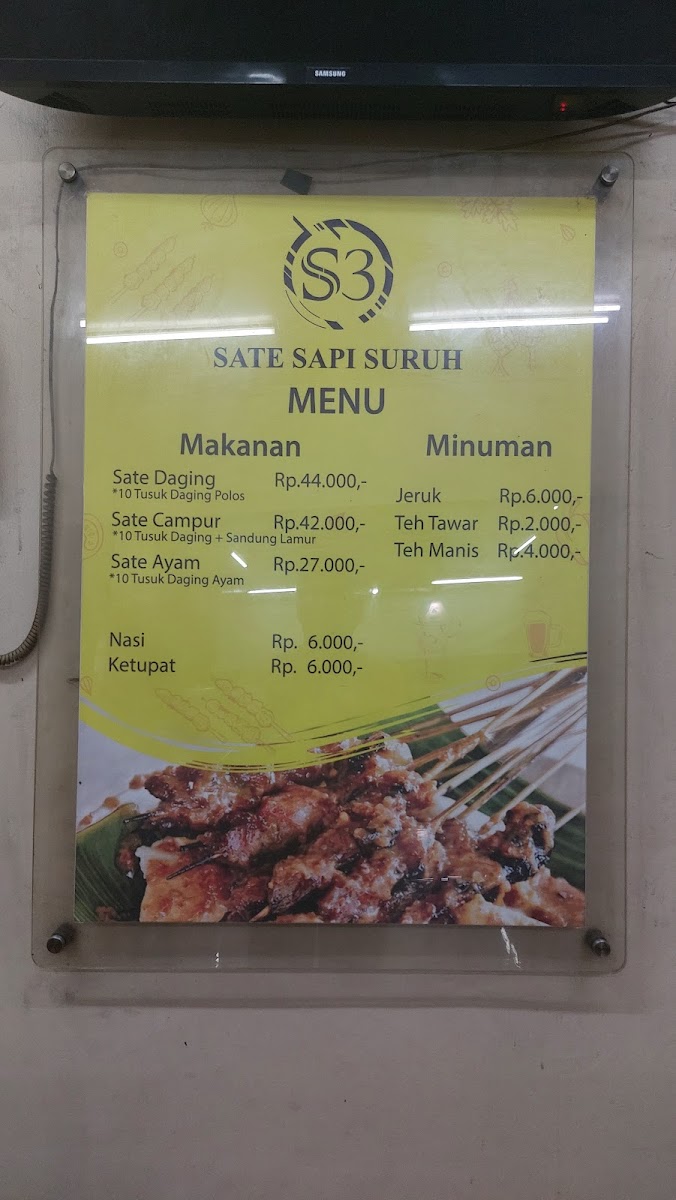 SAMSUNG
SS3
SATE SAPI SURUH
MENU
Makanan
Sate Daging Rp.44.000,-
*10 Tusuk Daging Polos
Sate Campur Rp.42.000,-
*10 Tusuk Daging + Sandung Lamur
Sate Ayam Rp.27.000,-
*10 Tusuk Daging Ayam
Nasi Rp. 6.000,-
Ketupat Rp. 6.000,-
Minuman
Jeruk Rp.6.000,-
Teh Tawar Rp.2.000,-
Teh Manis Rp.4.000,-